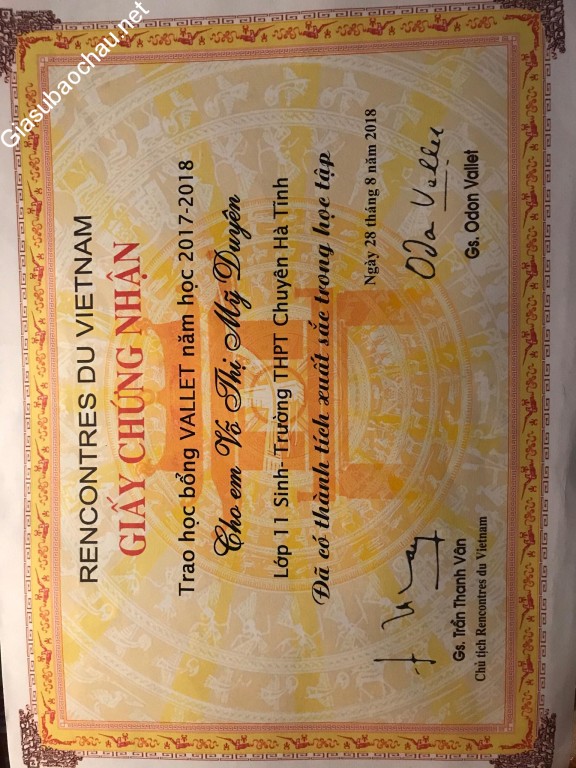 Giasubaochau.net
RENCONTRES DU VIETNAM
GIẤY CHỨNG NHẬN
Trao học bổng VALLET năm học 2017-2018
Cho em Võ Thị Mỹ Duyên
Lớp 11 Sinh- Trường THPT Chuyên Hà Tĩnh
Đã có thành tích xuất sắc trong học tập
Ngày 28 tháng 8 năm 2018
Odon Vallet
Gs. Trần Thanh Vân
Chủ tịch Rencontres du Vietnam
Gs. Odon Vallet